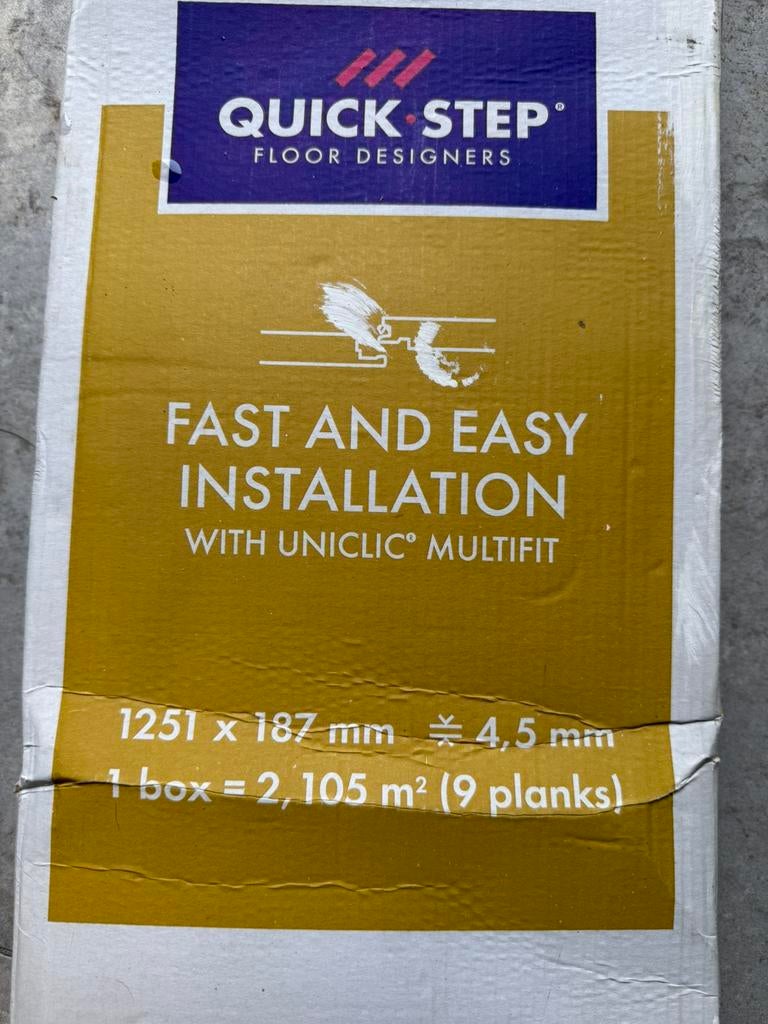 QUICK·STEP®
FLOOR DESIGNERS
FAST AND EASY
INSTALLATION
WITH UNICLIC® MULTIFIT
1251 x 187 mm 4,5 mm
1 box = 2,105 m² (9 planks)